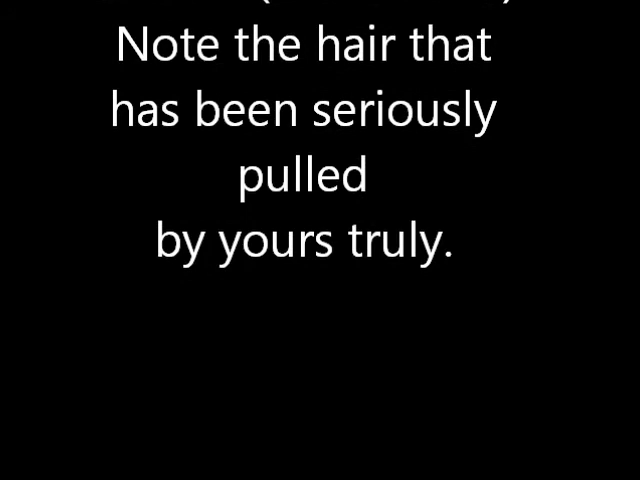 Note the hair that
has been seriously
pulled
by yours truly.